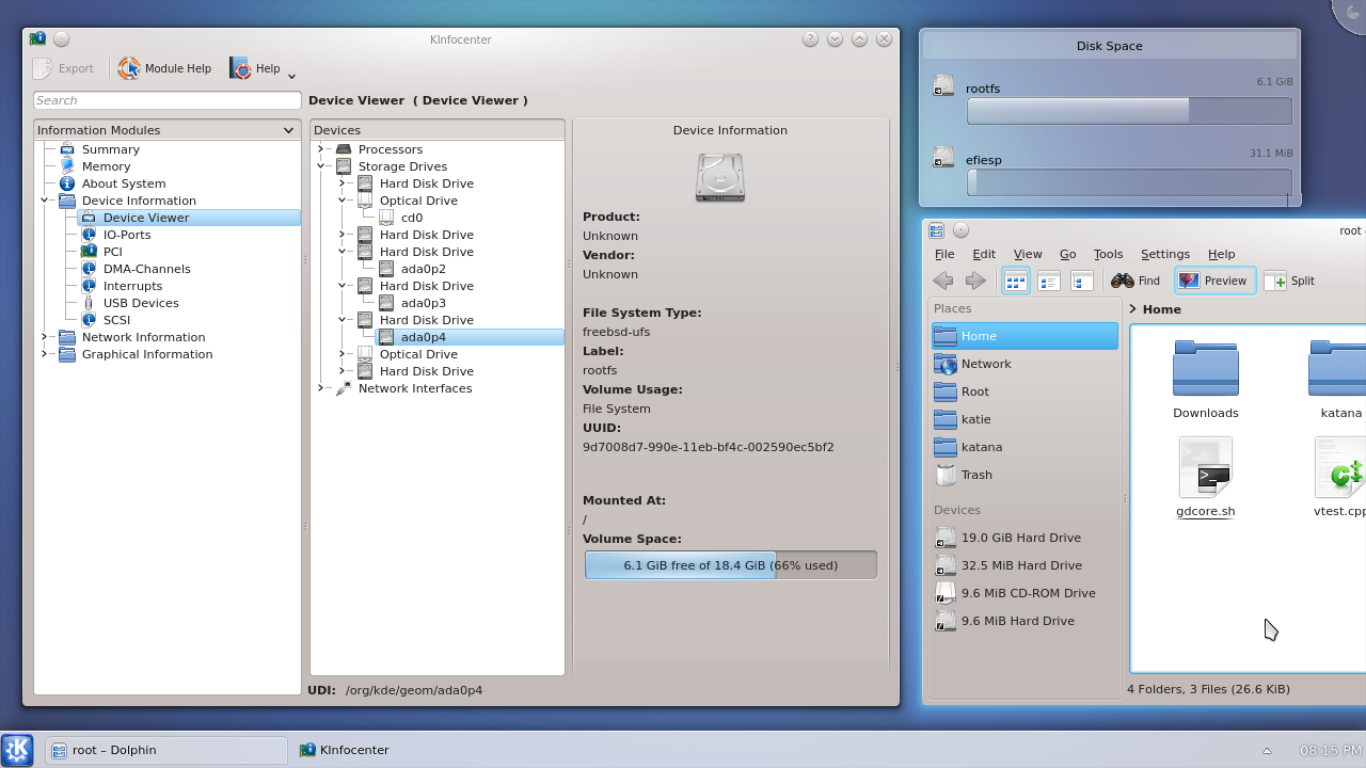 KInfocenter
Export
Module Help
Help
Search
Device Viewer ( Device Viewer )
Information Modules
Summary
Memory
About System
Device Information
Device Viewer
IO-Ports
PCI
DMA-Channels
Interrupts
USB Devices
SCSI
Network Information
Graphical Information
Devices
Processors
Storage Drives
Hard Disk Drive
Optical Drive
cd0
Hard Disk Drive
Hard Disk Drive
ada0p2
Hard Disk Drive
ada0p3
Hard Disk Drive
ada0p4
Optical Drive
Hard Disk Drive
Network Interfaces
Device Information
Product:
Unknown
Vendor:
Unknown
File System Type:
freebsd-ufs
Label:
rootfs
Volume Usage:
File System
UUID:
9d7008d7-990e-11eb-bf4c-002590ec5bf2
Mounted At:
/
Volume Space:
6.1 GiB free of 18.4 GiB (66% used)
UDI: /org/kde/geom/ada0p4
Disk Space
rootfs 6.1 GiB
efiesp 31.1 MiB
root -
File Edit View Go Tools Settings Help
Find Preview Split
Places
Home
Network
Root
katie
katana
Trash
Devices
19.0 GiB Hard Drive
32.5 MiB Hard Drive
9.6 MiB CD-ROM Drive
9.6 MiB Hard Drive
> Home
Downloads katana
gdcore.sh vtest.cpp
4 Folders, 3 Files (26.6 KiB)
root – Dolphin
KInfocenter
08:15 PM